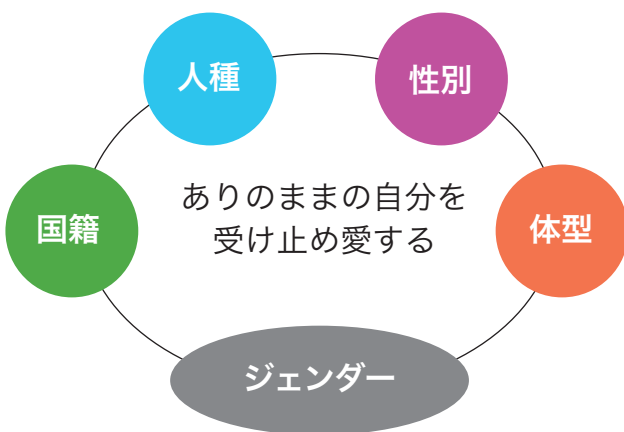 人種
性別
国籍
ありのままの自分を
受け止め愛する
体型
ジェンダー